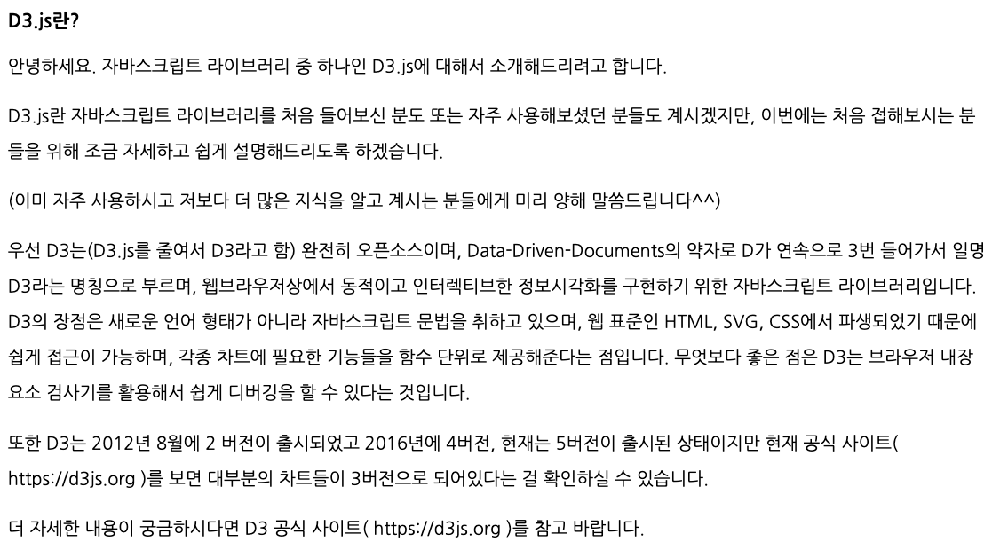 D3.js란?
안녕하세요. 자바스크립트 라이브러리 중 하나인 D3.js에 대해서 소개해드리려고 합니다.
D3.js란 자바스크립트 라이브러리를 처음 들어보신 분도 또는 자주 사용해보셨던 분들도 계시겠지만, 이번에는 처음 접해보시는 분
들을 위해 조금 자세하고 쉽게 설명해드리도록 하겠습니다.
(이미 자주 사용하시고 저보다 더 많은 지식을 알고 계시는 분들에게 미리 양해 말씀드립니다^^)
우선 D3는(D3.js를 줄여서 D3라고 함) 완전히 오픈소스이며, Data-Driven-Documents의 약자로 D가 연속으로 3번 들어가서 일명
D3라는 명칭으로 부르며, 웹브라우저상에서 동적이고 인터렉티브한 정보시각화를 구현하기 위한 자바스크립트 라이브러리입니다.
D3의 장점은 새로운 언어 형태가 아니라 자바스크립트 문법을 취하고 있으며, 웹 표준인 HTML, SVG, CSS에서 파생되었기 때문에
쉽게 접근이 가능하며, 각종 차트에 필요한 기능들을 함수 단위로 제공해준다는 점입니다. 무엇보다 좋은 점은 D3는 브라우저 내장
요소 검사기를 활용해서 쉽게 디버깅을 할 수 있다는 것입니다.
또한 D3는 2012년 8월에 2 버전이 출시되었고 2016년에 4버전, 현재는 5버전이 출시된 상태이지만 현재 공식 사이트(
https://d3js.org )를 보면 대부분의 차트들이 3버전으로 되어있다는 걸 확인하실 수 있습니다.
더 자세한 내용이 궁금하시다면 D3 공식 사이트( https://d3js.org )를 참고 바랍니다.